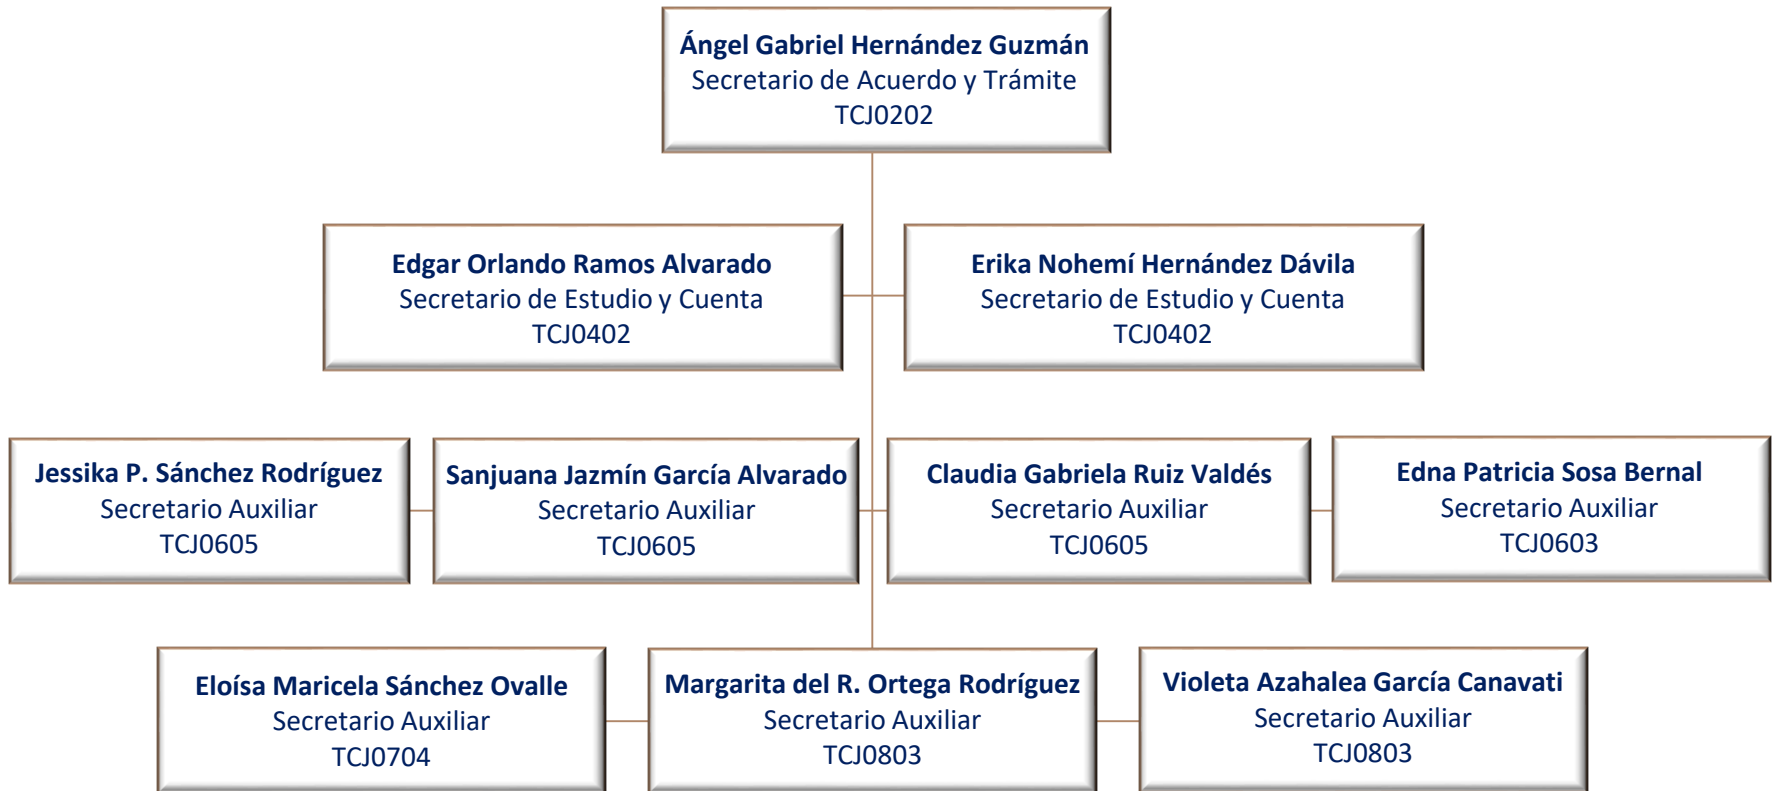 Ángel Gabriel Hernández Guzmán
Secretario de Acuerdo y Trámite
TCJ0202
Edgar Orlando Ramos Alvarado
Secretario de Estudio y Cuenta
TCJ0402
Erika Nohemí Hernández Dávila
Secretario de Estudio y Cuenta
TCJ0402
Jessika P. Sánchez Rodríguez
Secretario Auxiliar
TCJ0605
Sanjuana Jazmín García Alvarado
Secretario Auxiliar
TCJ0605
Claudia Gabriela Ruiz Valdés
Secretario Auxiliar
TCJ0605
Edna Patricia Sosa Bernal
Secretario Auxiliar
TCJ0603
Eloísa Maricela Sánchez Ovalle
Secretario Auxiliar
TCJ0704
Margarita del R. Ortega Rodríguez
Secretario Auxiliar
TCJ0803
Violeta Azahalea García Canavati
Secretario Auxiliar
TCJ0803